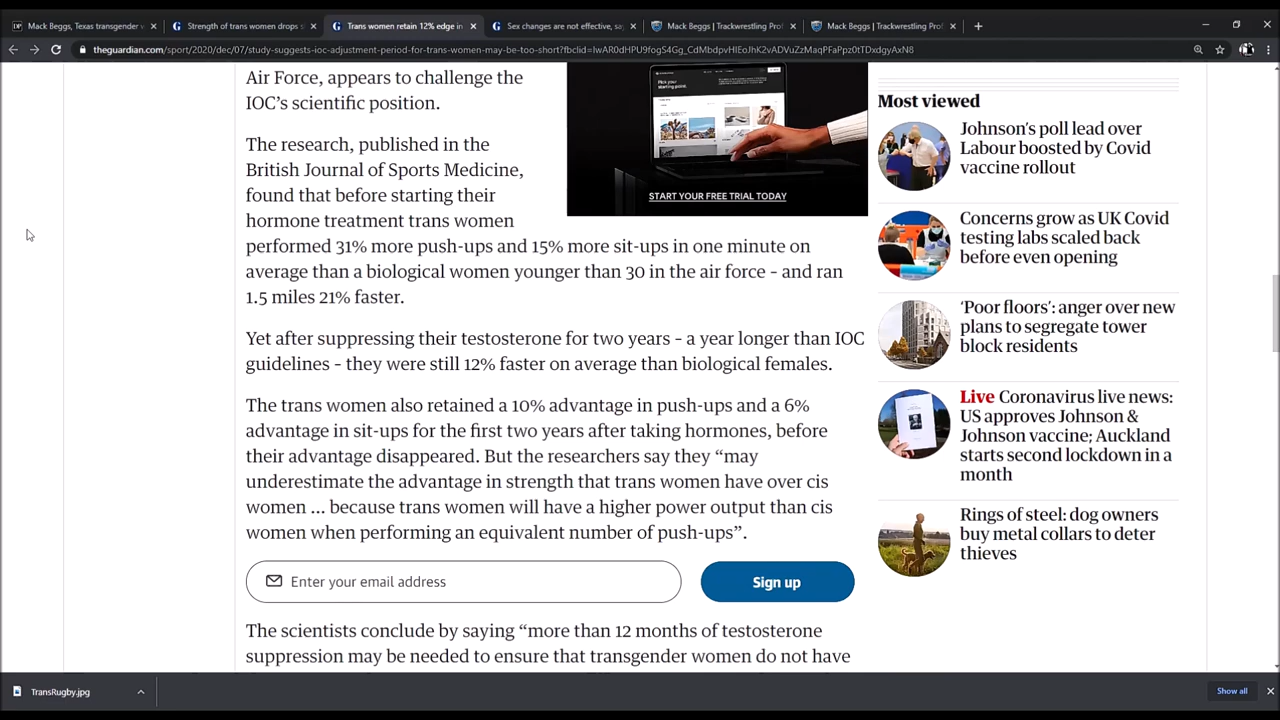 Mack Beggs, Texas transgender
Strength of trans women drops
Trans women retain 12% edge in
Sex changes are not effective, say
Mack Beggs | Trackwrestling Prof
Mack Beggs | Trackwrestling Prof
theguardian.com/sport/2020/dec/07/study-suggests-ioc-adjustment-period-for-trans-women-may-be-too-short?fbclid=IwAR0dHPU9fogS4Gg_CdMbdpvHIEoJhK2vADVuZzMaqPFaPpz0tTDxdgyAxN8
Air Force, appears to challenge the
IOC's scientific position.
The research, published in the
British Journal of Sports Medicine,
found that before starting their
hormone treatment trans women
performed 31% more push-ups and 15% more sit-ups in one minute on
average than a biological women younger than 30 in the air force – and ran
1.5 miles 21% faster.
Yet after suppressing their testosterone for two years – a year longer than IOC
guidelines – they were still 12% faster on average than biological females.
The trans women also retained a 10% advantage in push-ups and a 6%
advantage in sit-ups for the first two years after taking hormones, before
their advantage disappeared. But the researchers say they “may
underestimate the advantage in strength that trans women have over cis
women ... because trans women will have a higher power output than cis
women when performing an equivalent number of push-ups”.
Enter your email address
Sign up
The scientists conclude by saying “more than 12 months of testosterone
suppression may be needed to ensure that transgender women do not have
Pick your
starting point.
START YOUR FREE TRIAL TODAY
Most viewed
Johnson's poll lead over
Labour boosted by Covid
vaccine rollout
Concerns grow as UK Covid
testing labs scaled back
before even opening
‘Poor floors’: anger over new
plans to segregate tower
block residents
Live Coronavirus live news:
US approves Johnson &
Johnson vaccine; Auckland
starts second lockdown in a
month
Rings of steel: dog owners
buy metal collars to deter
thieves
TransRugby.jpg
Show all